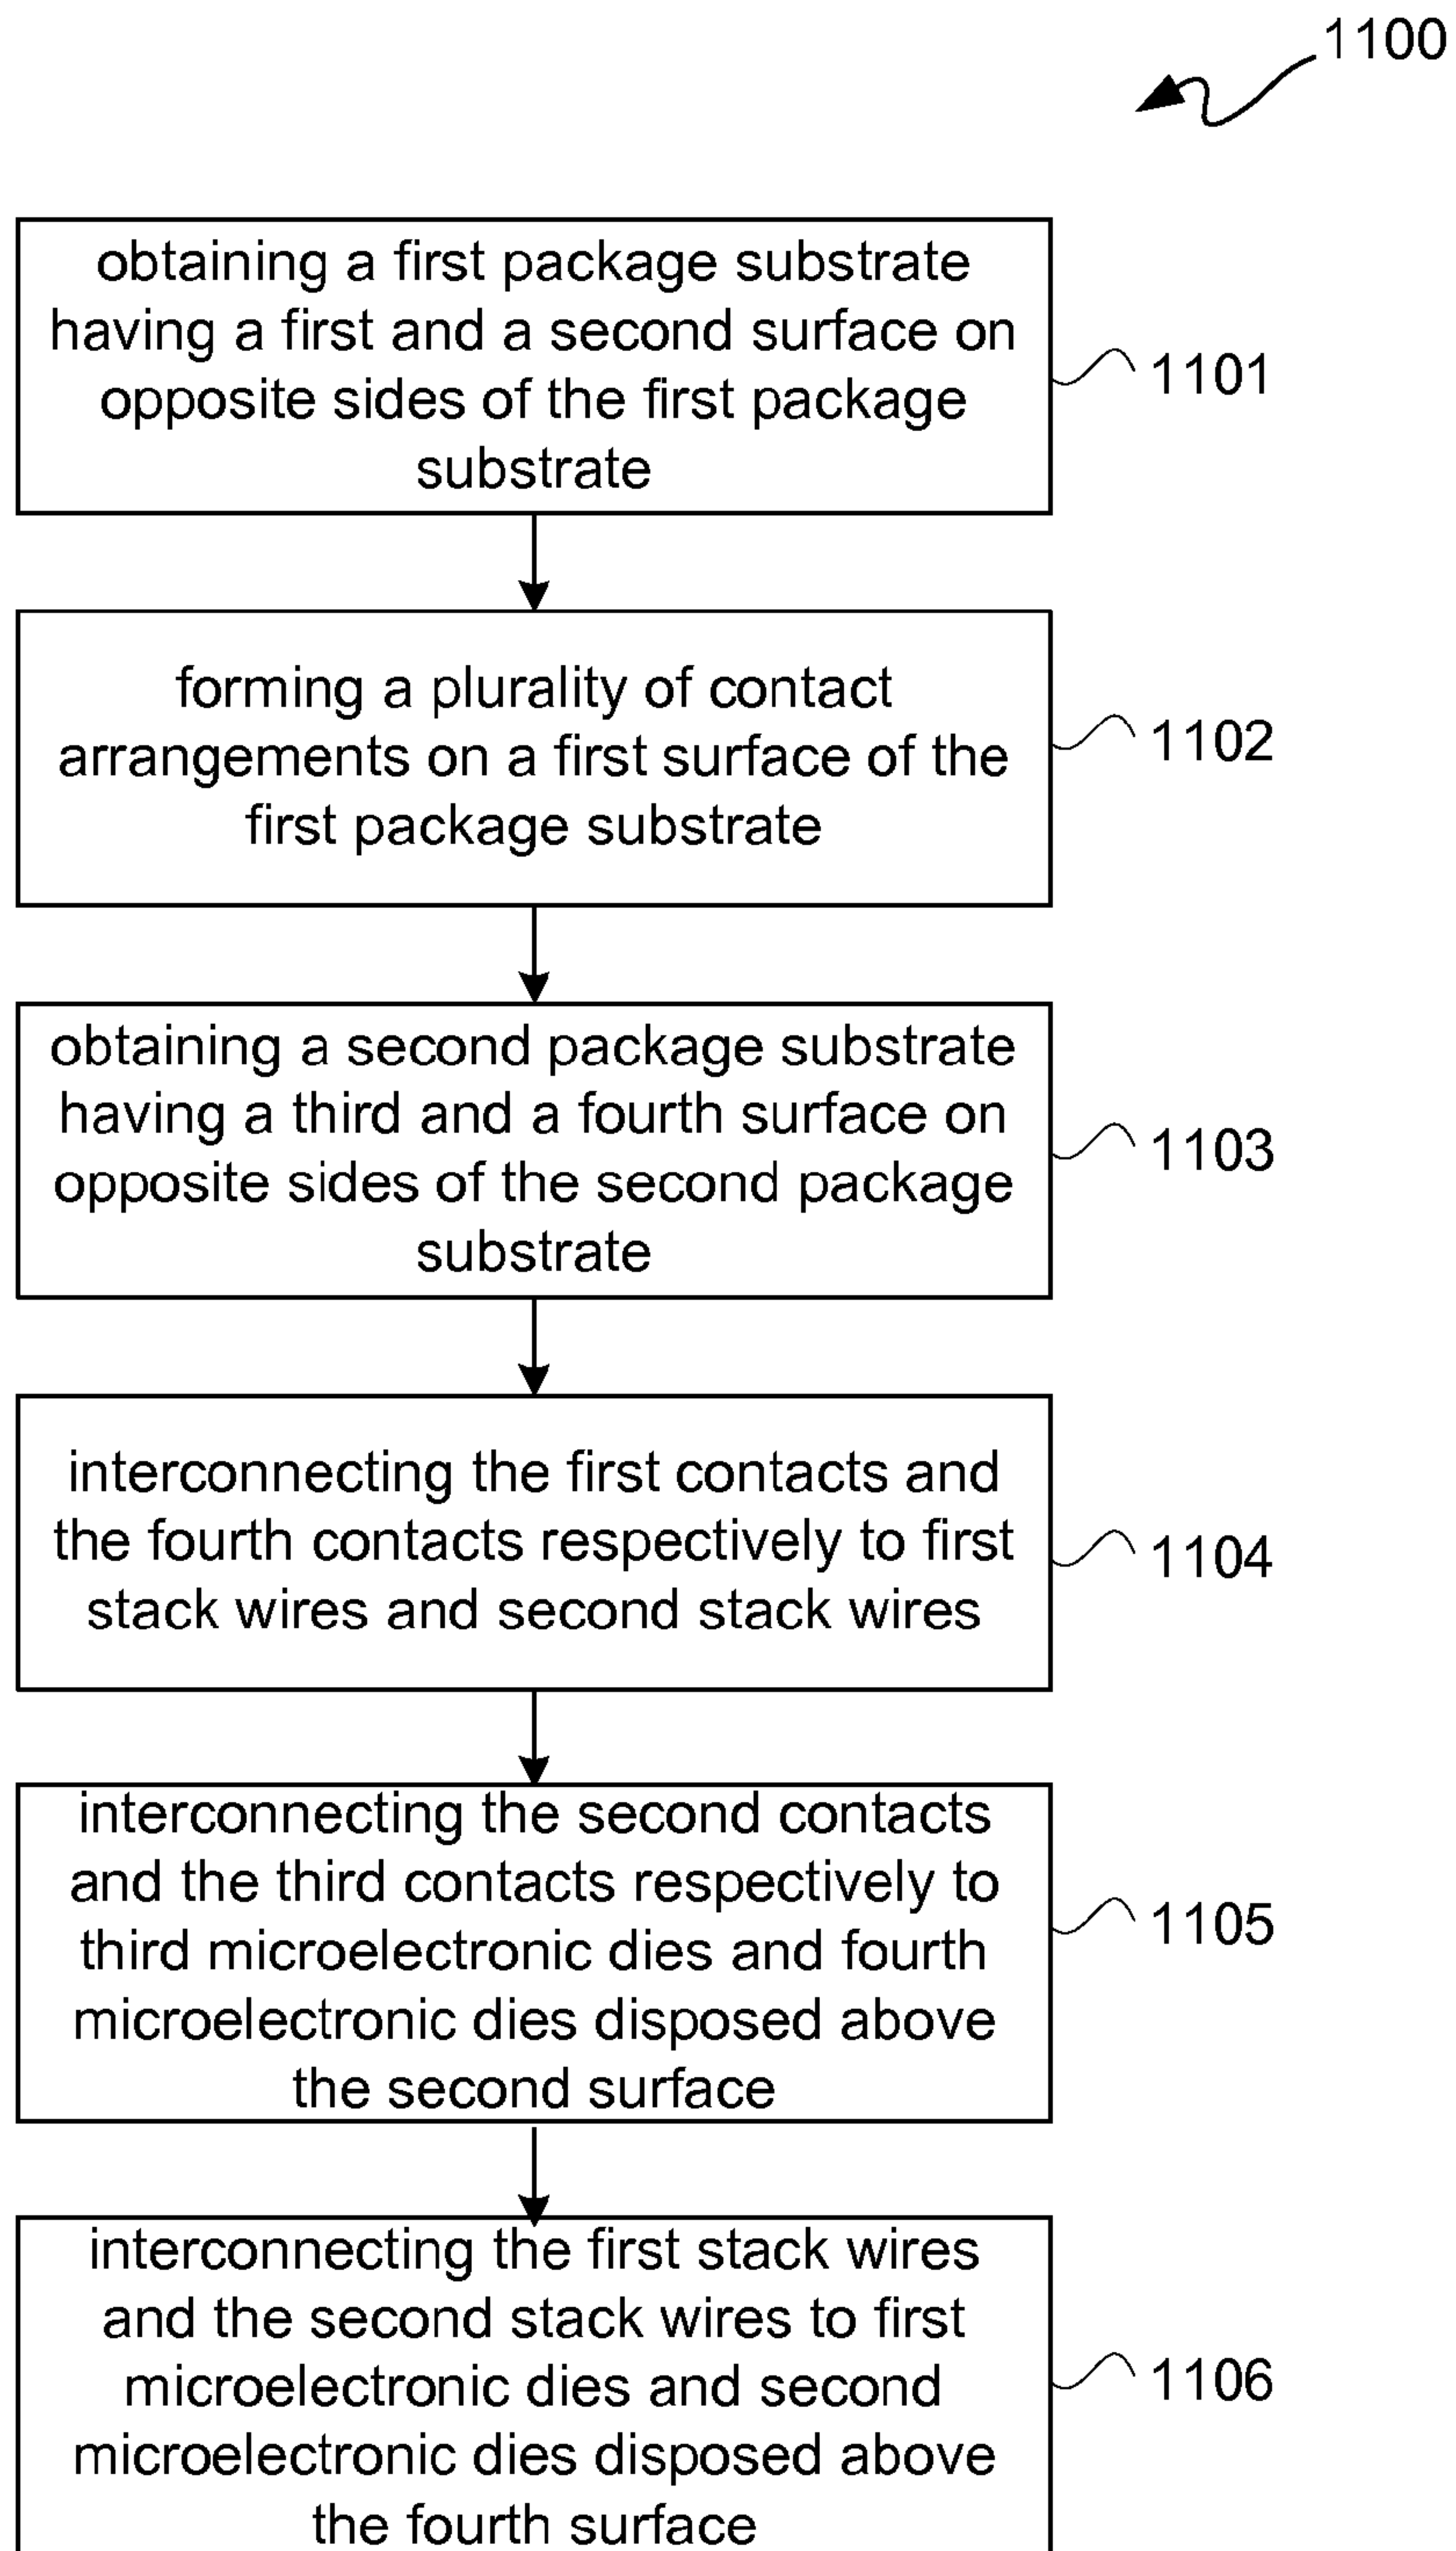 1100
obtaining a first package substrate
having a first and a second surface on
opposite sides of the first package
substrate
1101
forming a plurality of contact
arrangements on a first surface of the
first package substrate
1102
obtaining a second package substrate
having a third and a fourth surface on
opposite sides of the second package
substrate
1103
interconnecting the first contacts and
the fourth contacts respectively to first
stack wires and second stack wires
1104
interconnecting the second contacts
and the third contacts respectively to
third microelectronic dies and fourth
microelectronic dies disposed above
the second surface
1105
interconnecting the first stack wires
and the second stack wires to first
microelectronic dies and second
microelectronic dies disposed above
the fourth surface
1106